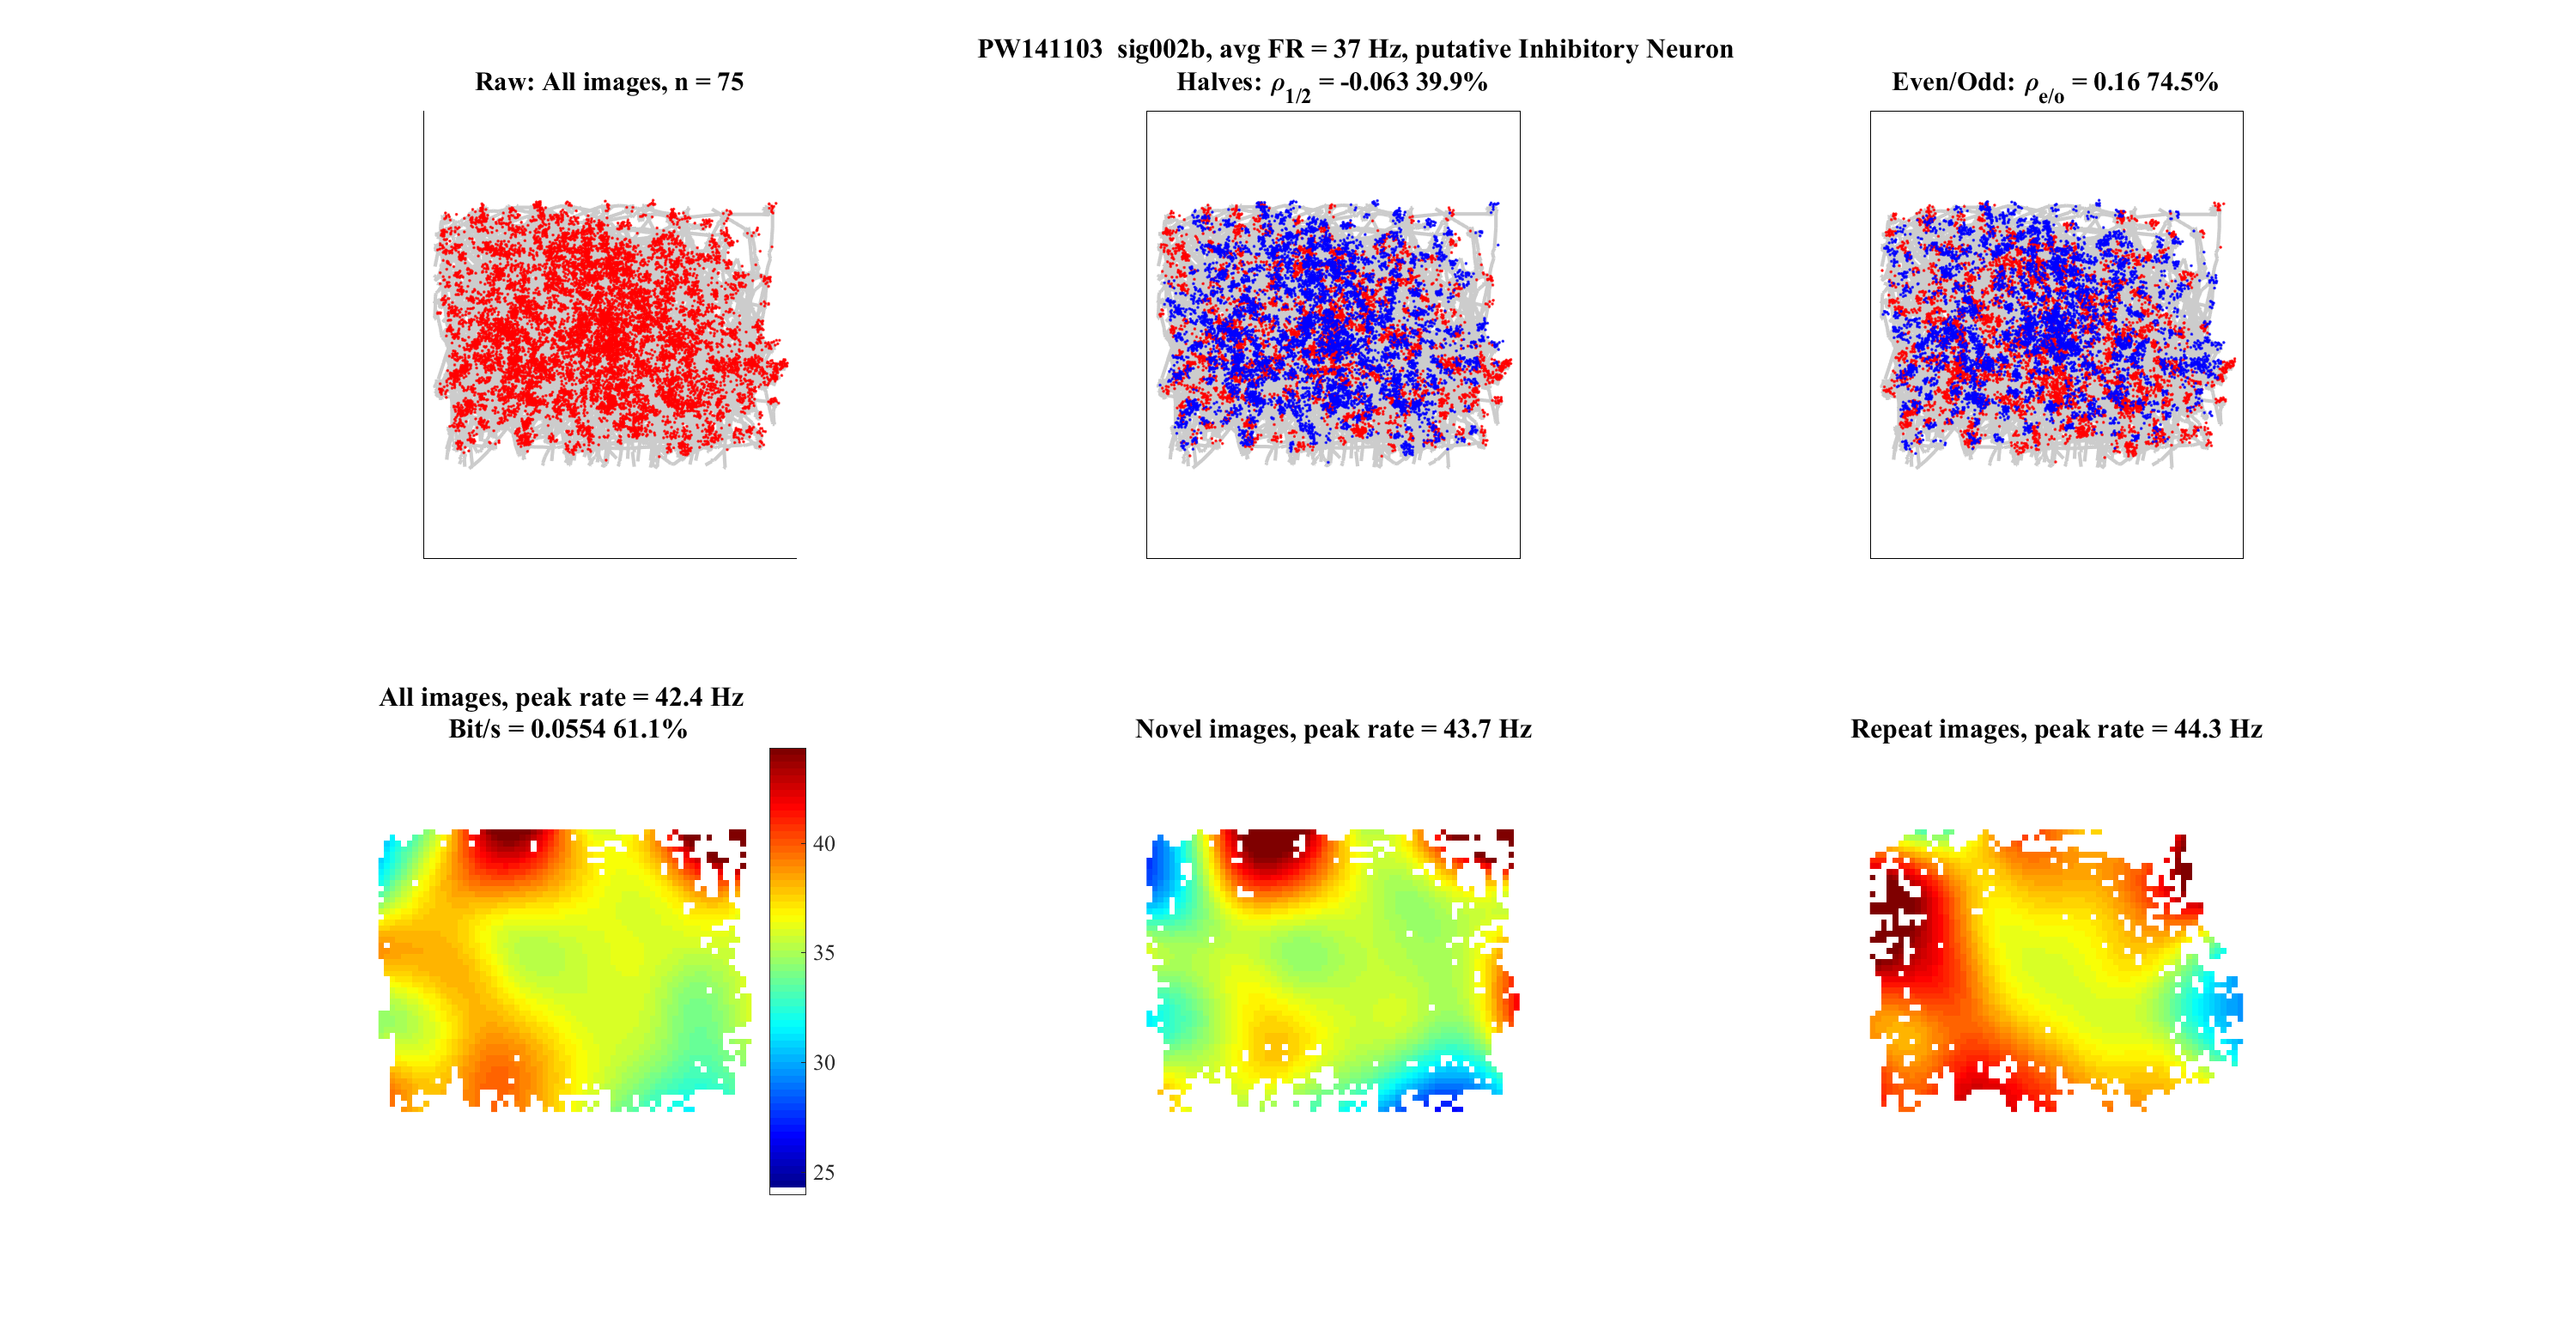 PW141103  sig002b, avg FR = 37 Hz, putative Inhibitory Neuron
Raw: All images, n = 75
Halves: ρ1/2 = -0.063 39.9%
Even/Odd: ρe/o = 0.16 74.5%
All images, peak rate = 42.4 Hz
Bit/s = 0.0554 61.1%
Novel images, peak rate = 43.7 Hz
Repeat images, peak rate = 44.3 Hz
40
35
30
25